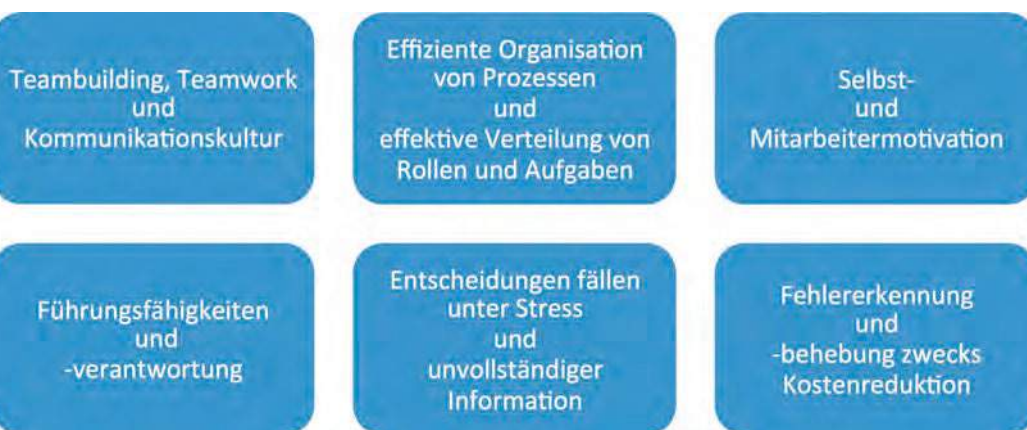 Teambuilding, Teamwork
und
Kommunikationskultur
Effiziente Organisation
von Prozessen
und
effektive Verteilung von
Rollen und Aufgaben
Selbst-
und
Mitarbeitermotivation
Führungsfähigkeiten
und
-verantwortung
Entscheidungen fällen
unter Stress
und
unvollständiger
Information
Fehlererkennung
und
-behebung zwecks
Kostenreduktion